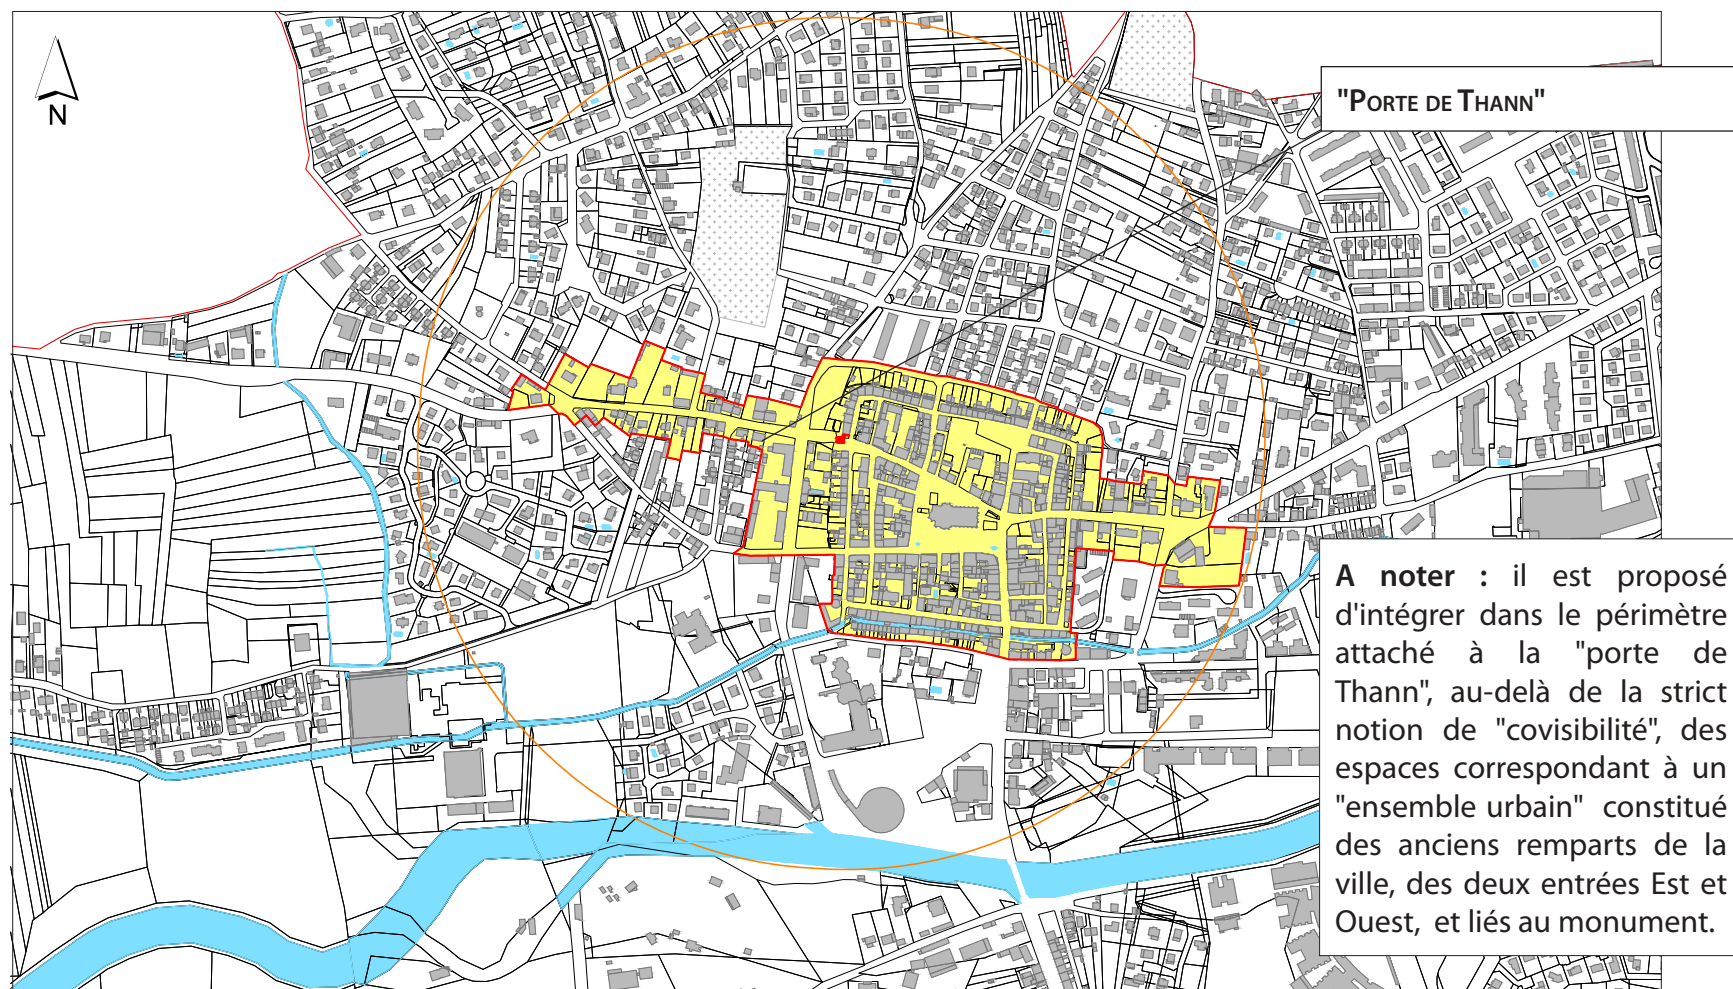 N
"PORTE DE THANN"
A noter : il est proposé
d'intégrer dans le périmètre
attaché à la "porte de
Thann", au-delà de la strict
notion de "covisibilité", des
espaces correspondant à un
"ensemble urbain" constitué
des anciens remparts de la
ville, des deux entrées Est et
Ouest, et liés au monument.